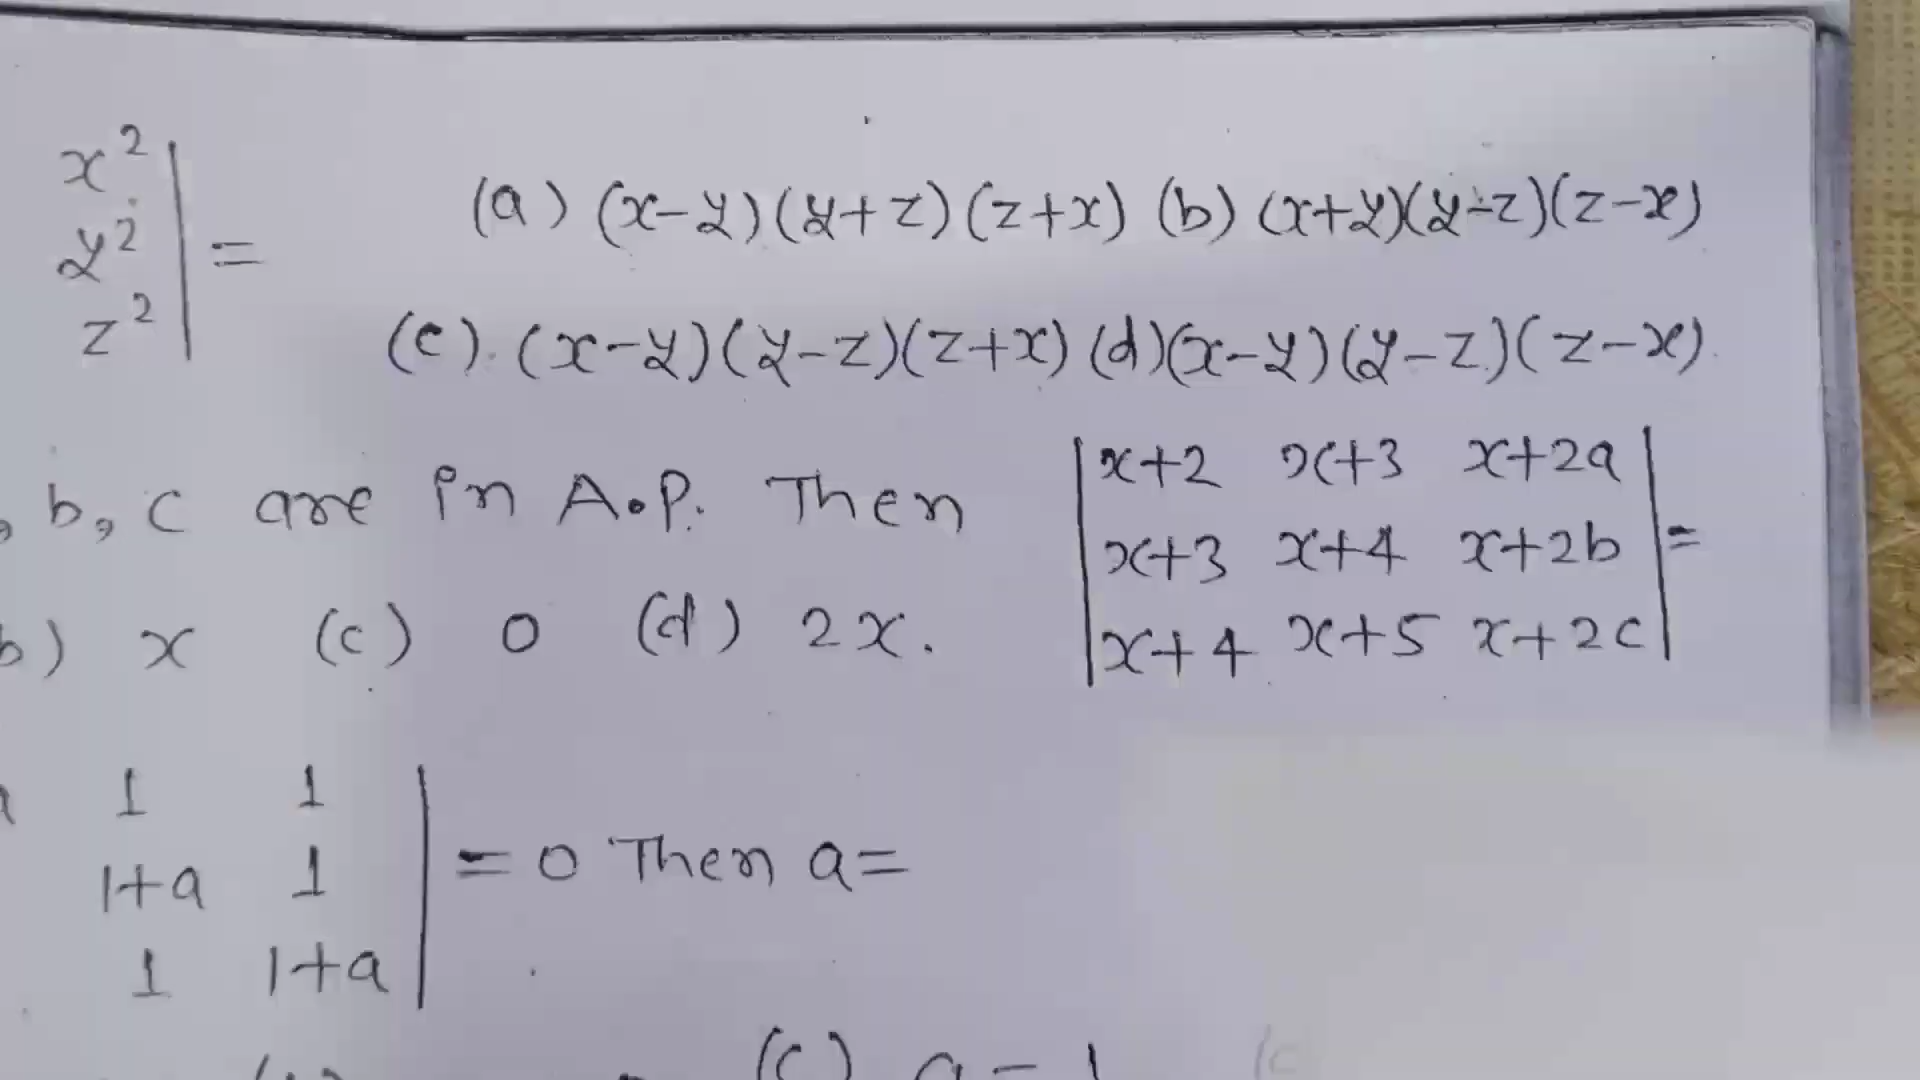 x² | (a) (x-y)(y+z)(z+x) (b) (x+y)(y-z)(z-x)
y² | =
z² | (c). (x-y)(y-z)(z+x) (d)(x-y)(y-z)(z-x).
, b, c are in A.P. Then | x+2 x+3 x+2a |
| x+3 x+4 x+2b | =
b) x (c) 0 (d) 2x. | x+4 x+5 x+2c |
1 1 |
1+a 1 | = 0 Then a=
1 1+a |
(c) a = 1